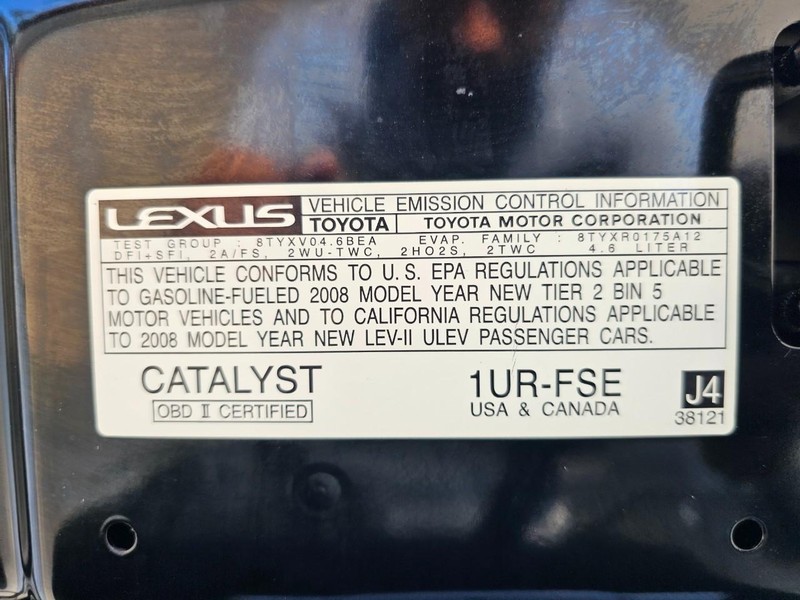 LEXUS VEHICLE EMISSION CONTROL INFORMATION
TOYOTA TOYOTA MOTOR CORPORATION
TEST GROUP : 8TYXV04.6BEA EVAP. FAMILY : 8TYXR0175A12
DFI+SFI, 2A/FS, 2WU-TWC, 2HO2S, 2TWC 4.6 LITER
THIS VEHICLE CONFORMS TO U.S. EPA REGULATIONS APPLICABLE
TO GASOLINE-FUELED 2008 MODEL YEAR NEW TIER 2 BIN 5
MOTOR VEHICLES AND TO CALIFORNIA REGULATIONS APPLICABLE
TO 2008 MODEL YEAR NEW LEV-II ULEV PASSENGER CARS.
CATALYST 1UR-FSE J4
OBD II CERTIFIED USA & CANADA 38121